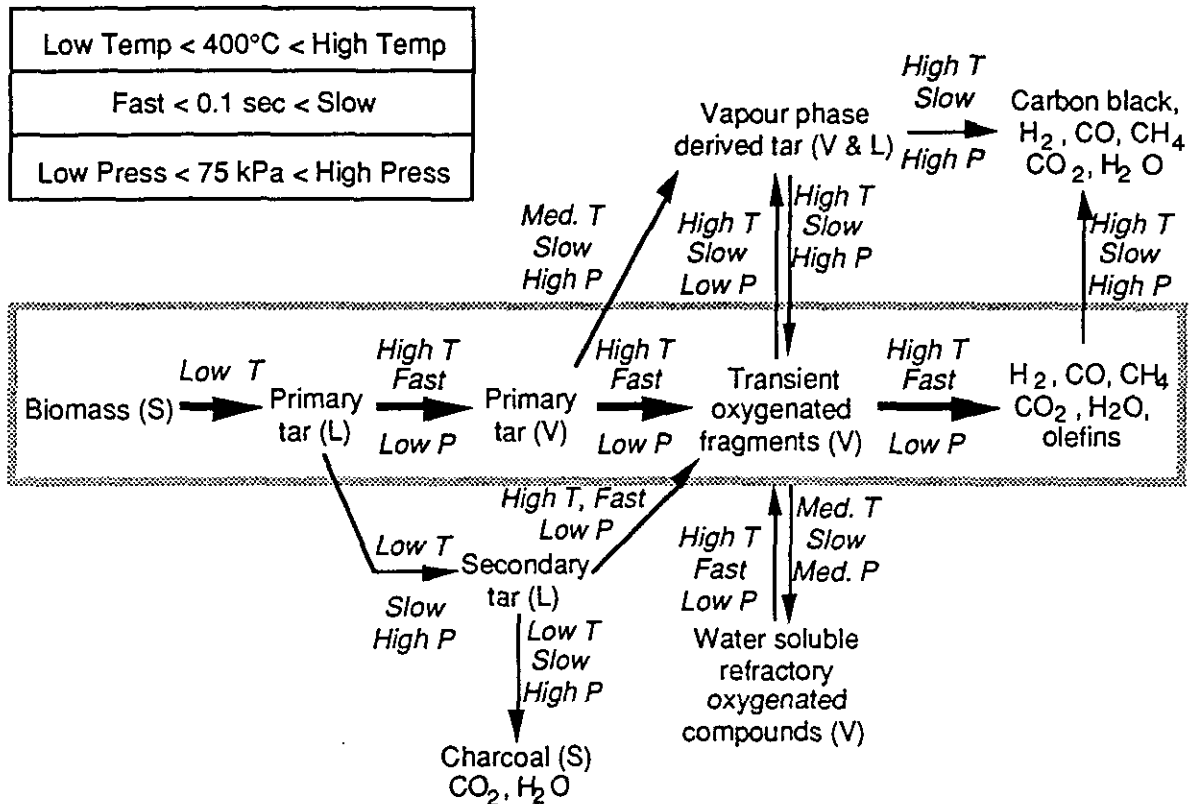 Low Temp < 400°C < High Temp
Fast < 0.1 sec < Slow
Low Press < 75 kPa < High Press
High T
Slow
High P
Vapour phase
derived tar (V & L)
Carbon black,
H₂, CO, CH₄
CO₂, H₂O
Med. T
Slow
High P
High T
Slow
Low P
High T
Slow
High P
High T
Slow
High P
Biomass (S)
Low T
Primary
tar (L)
High T
Fast
Low P
Primary
tar (V)
High T
Fast
Low P
Transient
oxygenated
fragments (V)
High T
Fast
Low P
H₂, CO, CH₄
CO₂, H₂O,
olefins
High T, Fast
Low P
Low T
Slow
High P
Secondary
tar (L)
High T
Fast
Low P
Med. T
Slow
Med. P
Low T
Slow
High P
Water soluble
refractory
oxygenated
compounds (V)
Charcoal (S)
CO₂, H₂O